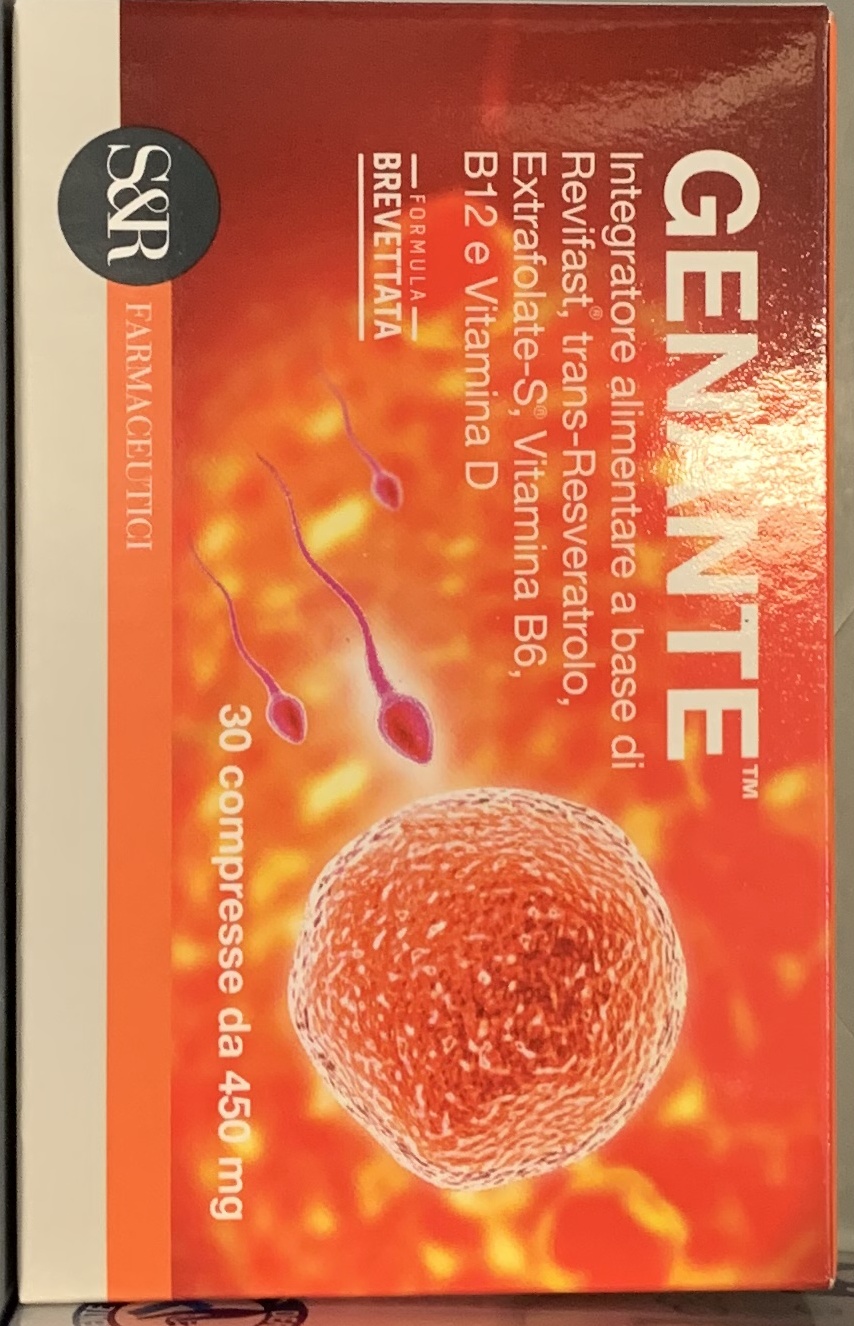 GENANTE™
Integratore alimentare a base di
Revifast®, trans-Resveratrolo,
Extrafolate-S®, Vitamina B6,
B12 e Vitamina D
FORMULA
BREVETTATA
30 compresse da 450 mg
S&R FARMACEUTICI